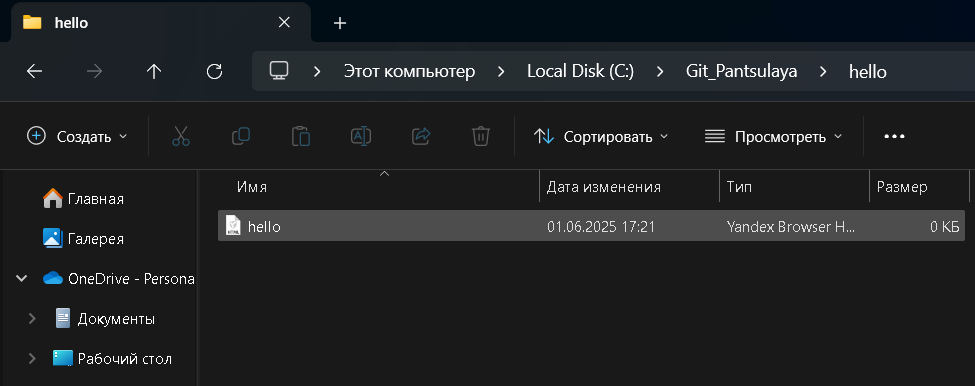 hello
Этот компьютер Local Disk (C:) Git_Pantsulaya hello
Создать Сортировать Просмотреть
Имя Дата изменения Тип Размер
hello 01.06.2025 17:21 Yandex Browser H... 0 КБ
Главная
Галерея
OneDrive - Persona
Документы
Рабочий стол